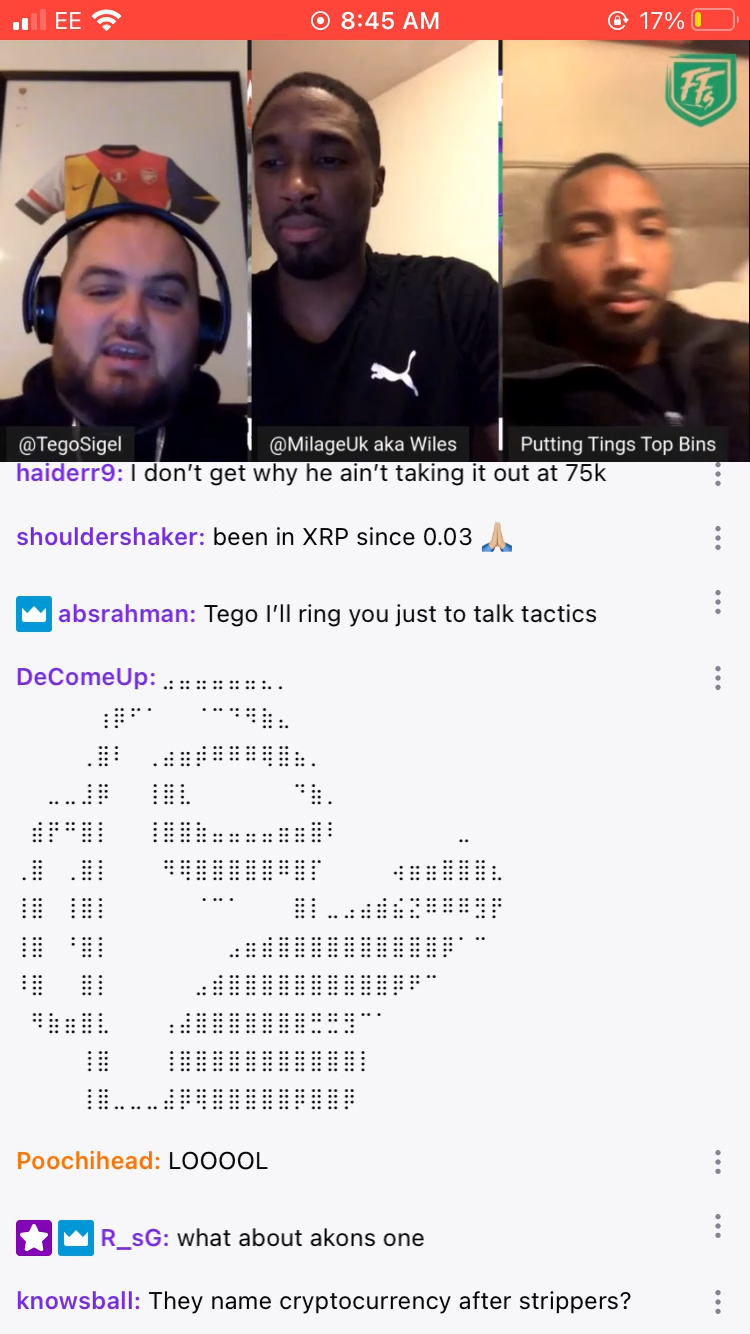 EE 8:45 AM 17%
FFs
@TegoSigel
@MilageUk aka Wiles
Putting Tings Top Bins
haiderr9: I don’t get why he ain’t taking it out at 75k
shouldershaker: been in XRP since 0.03 🙏🏼
absrahman: Tego I’ll ring you just to talk tactics
DeComeUp:
Poochihead: LOOOOL
R_sG: what about akons one
knowsball: They name cryptocurrency after strippers?